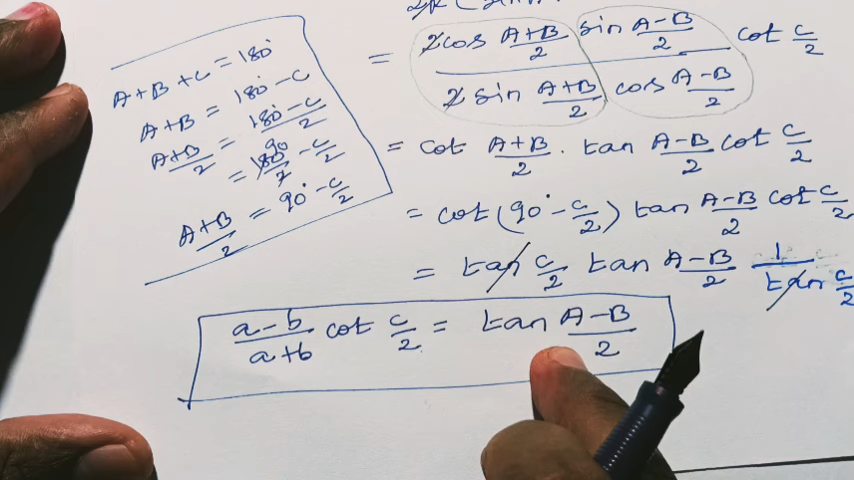 A+B+C = 180°
A+B = 180°-C
A+B/2 = 180°-C/2
= 180/2 90 - C/2
A+B/2 = 90° - C/2
= 2cos A+B/2 sin A-B/2 / 2 sin A+B/2 cos A-B/2 cot C/2
= cot A+B/2 . tan A-B/2 cot C/2
= cot(90° - C/2) tan A-B/2 cot C/2
= tan C/2 tan A-B/2 1/tan C/2
a-b/a+b cot C/2 = tan A-B/2